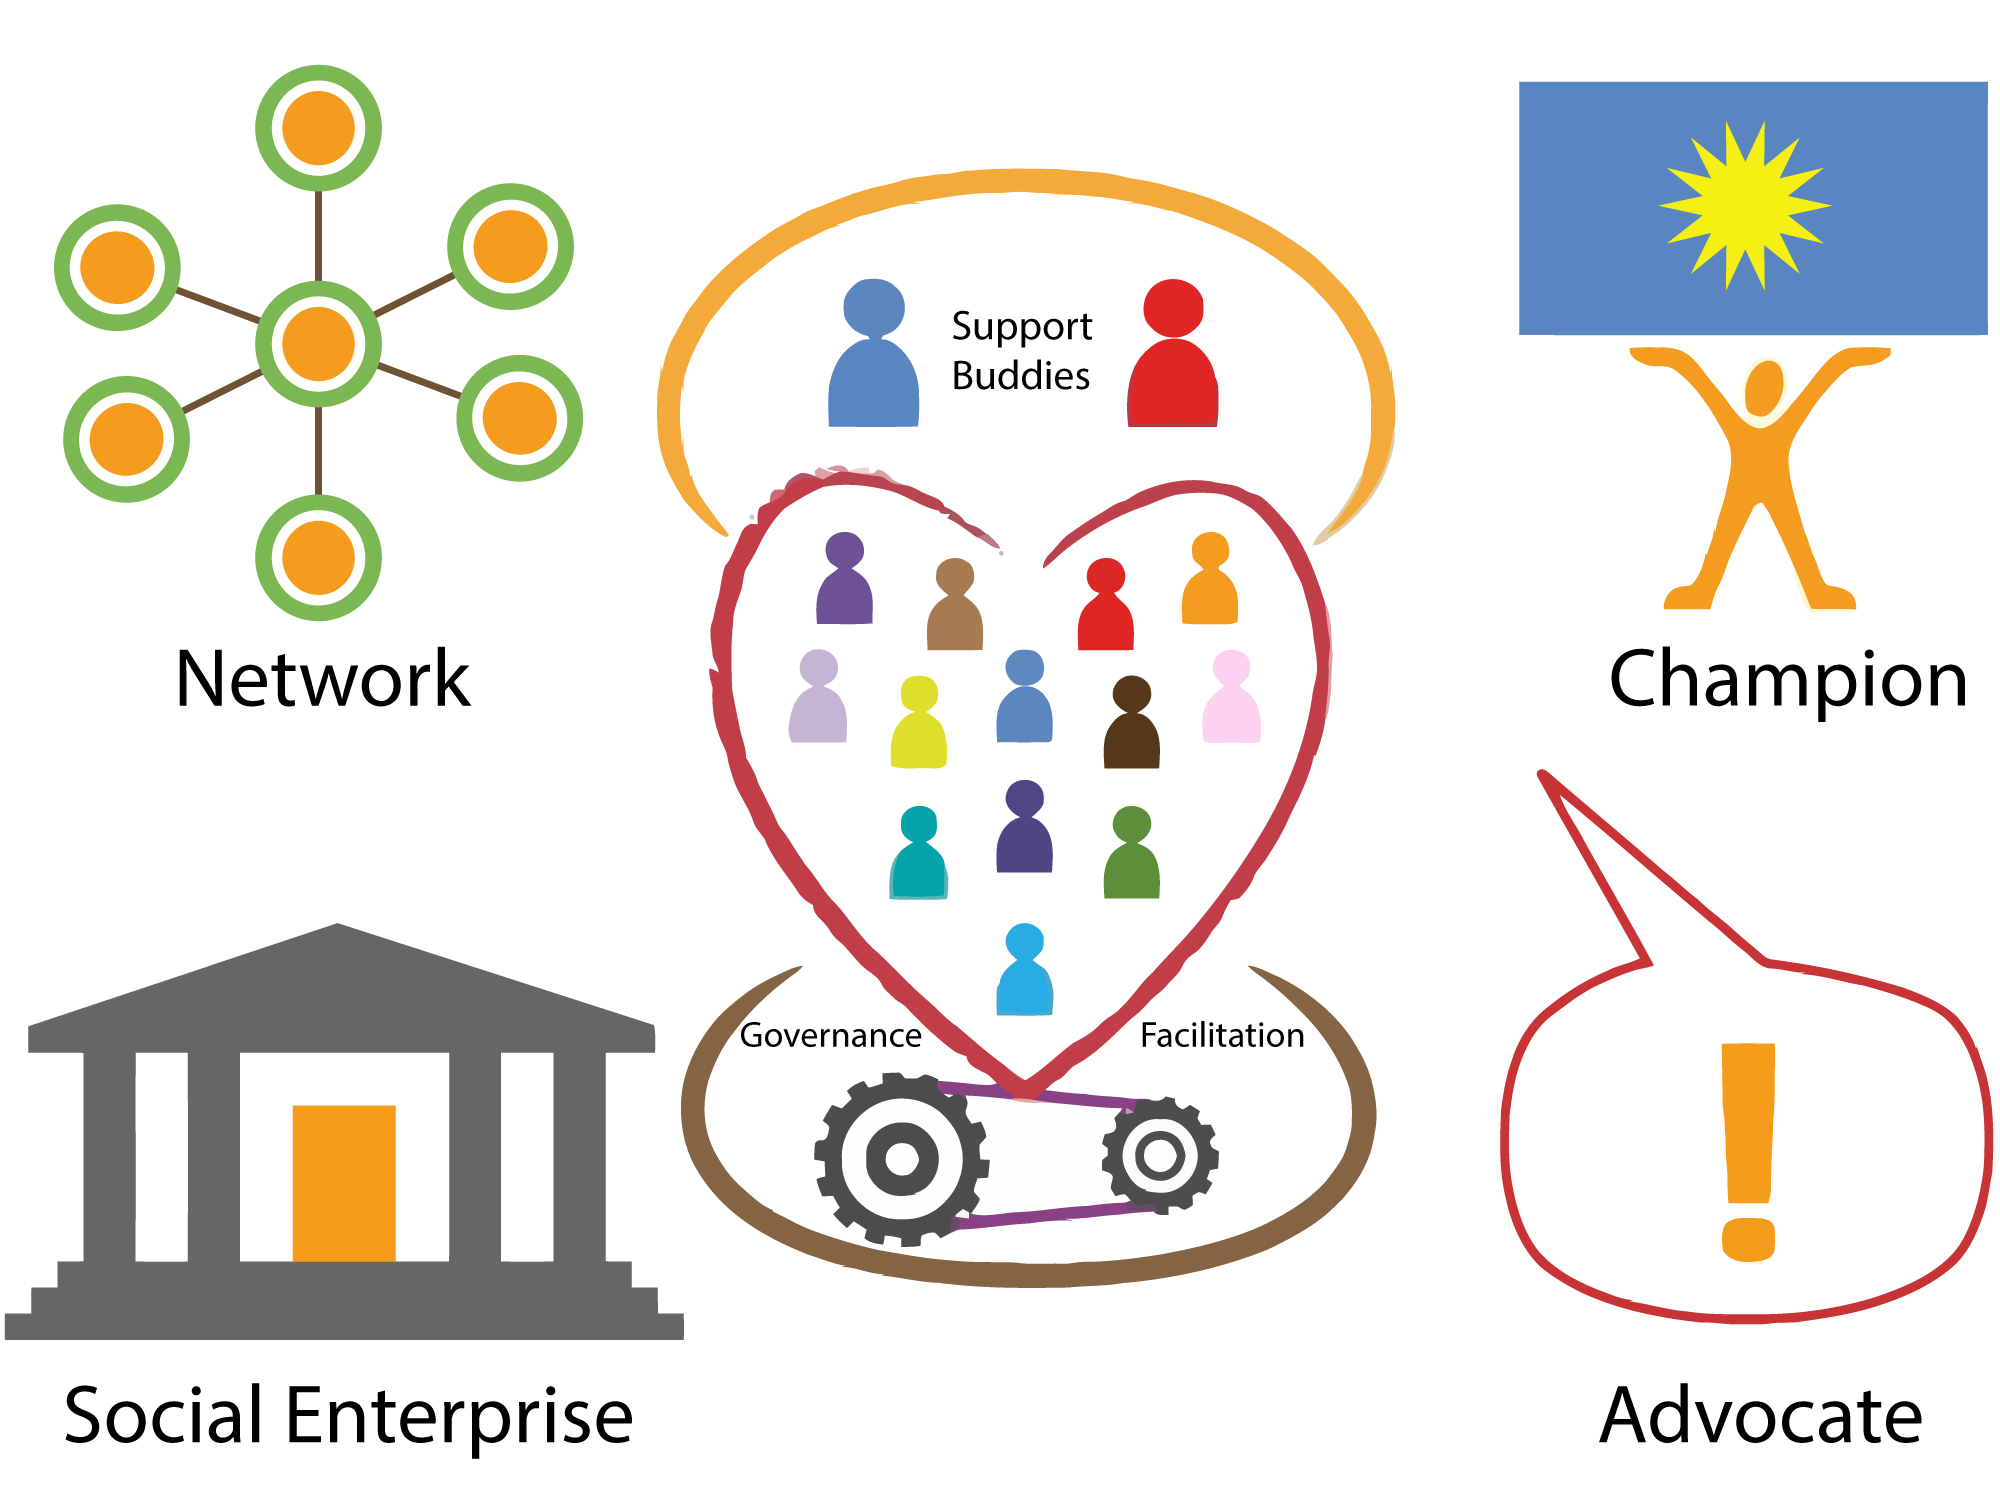 Support
Buddies
Network
Champion
Governance
Facilitation
Social Enterprise
Advocate